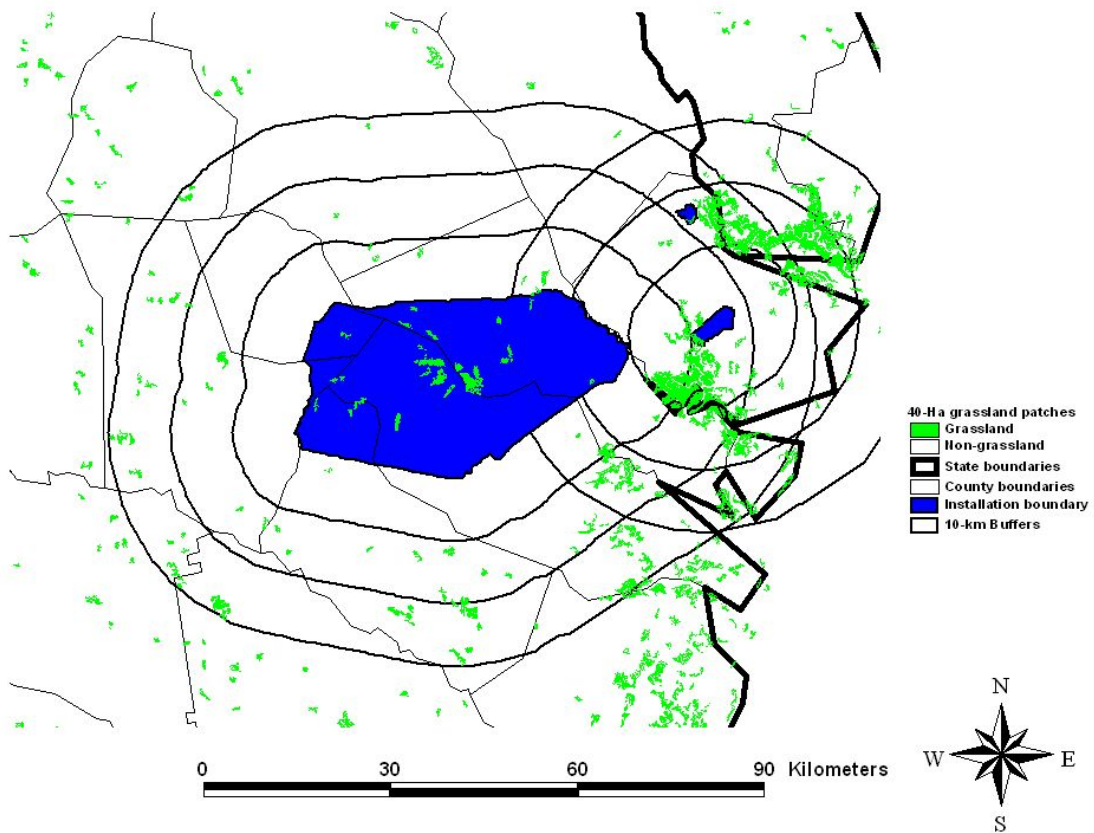 40-Ha grassland patches
Grassland
Non-grassland
State boundaries
County boundaries
Installation boundary
10-km Buffers
N
W E
S
0 30 60 90 Kilometers